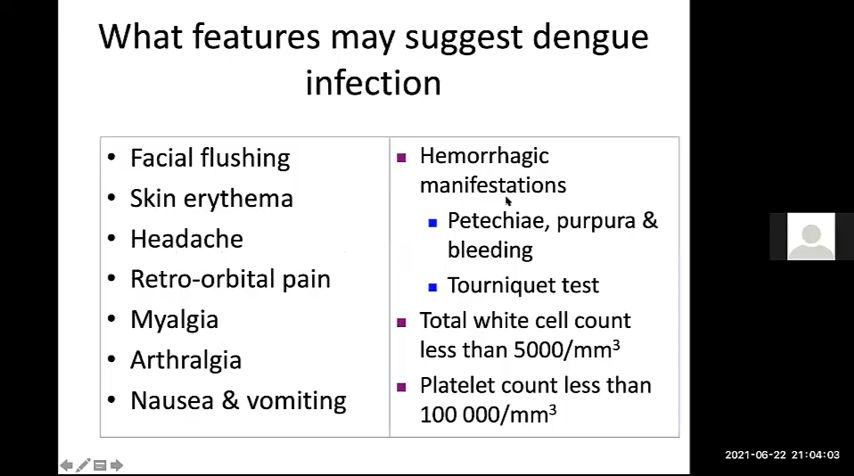 What features may suggest dengue
infection
• Facial flushing
• Skin erythema
• Headache
• Retro-orbital pain
• Myalgia
• Arthralgia
• Nausea & vomiting
▪ Hemorrhagic
manifestations
▪ Petechiae, purpura &
bleeding
▪ Tourniquet test
▪ Total white cell count
less than 5000/mm³
▪ Platelet count less than
100 000/mm³
2021-06-22 21:04:03